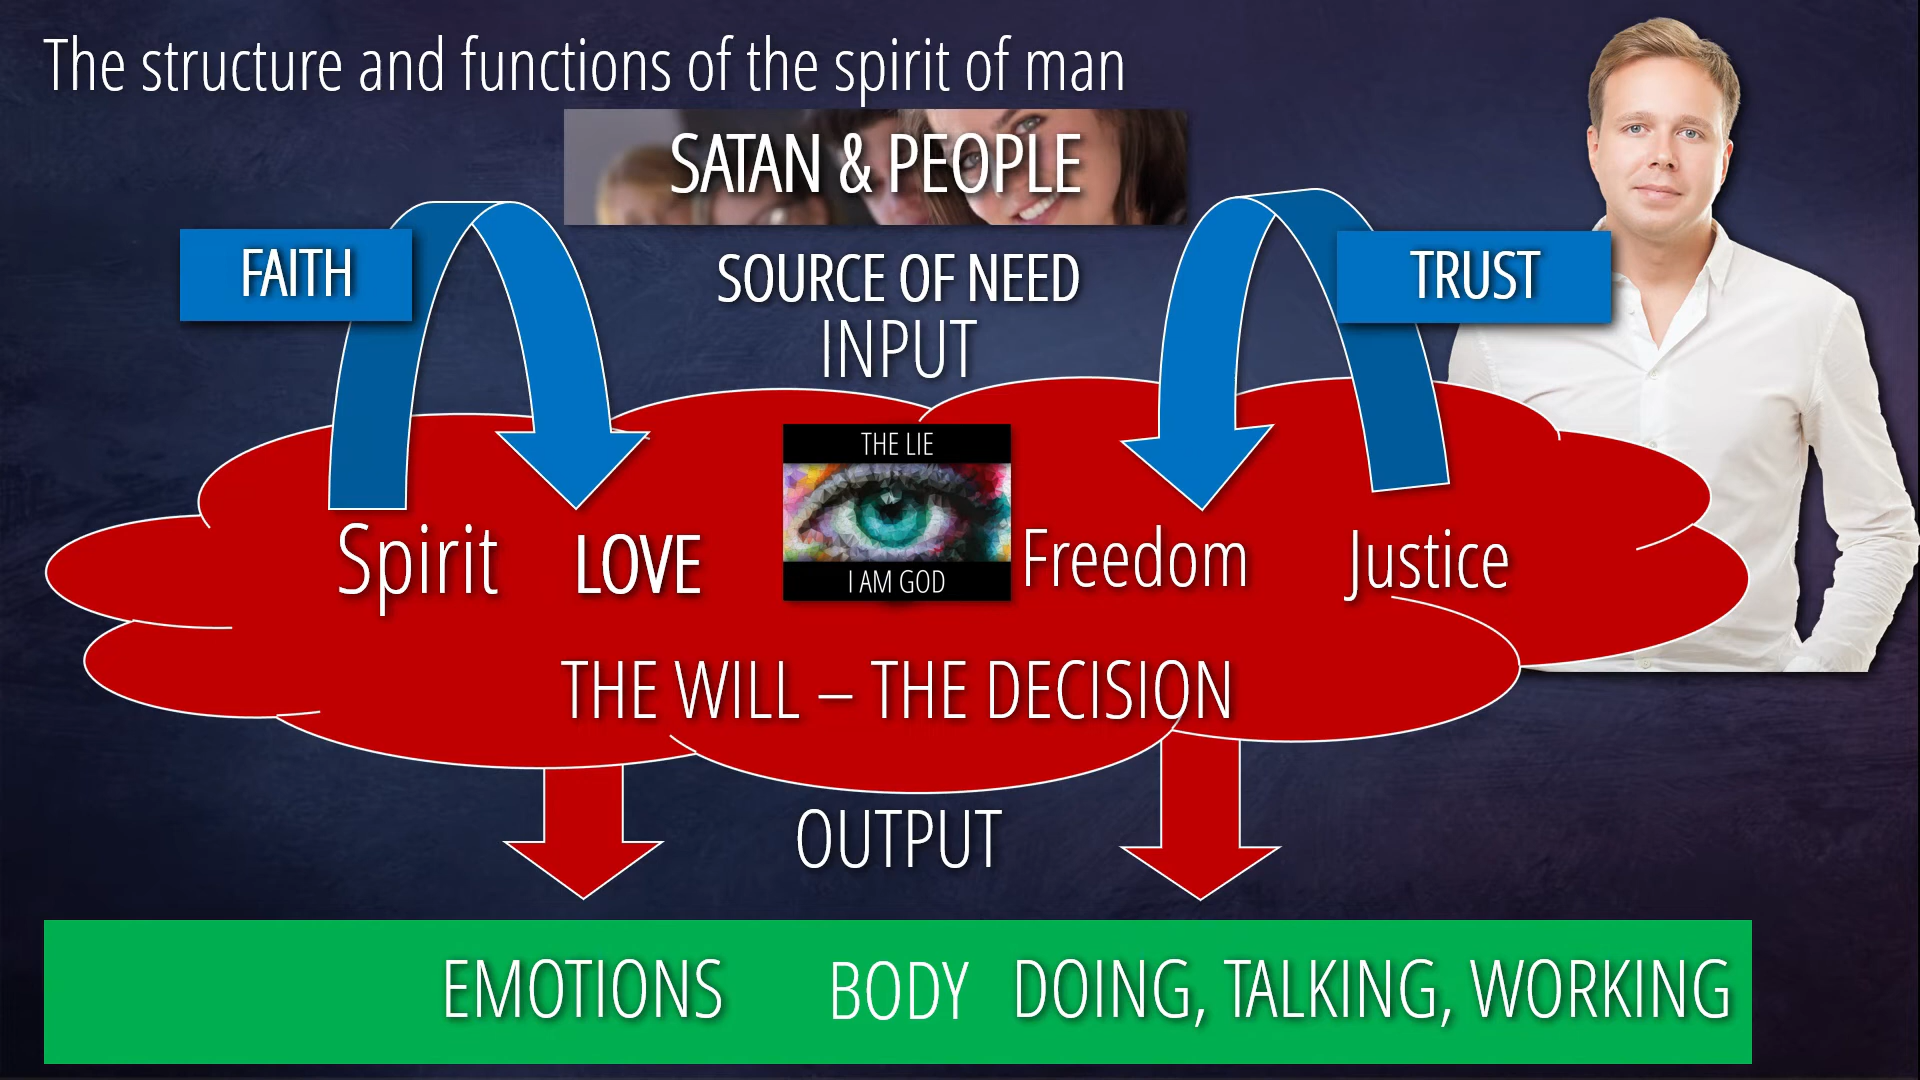 The structure and functions of the spirit of man
SATAN & PEOPLE
FAITH
SOURCE OF NEED
TRUST
INPUT
THE LIE
I AM GOD
Spirit
LOVE
Freedom
Justice
THE WILL – THE DECISION
OUTPUT
EMOTIONS
BODY
DOING, TALKING, WORKING